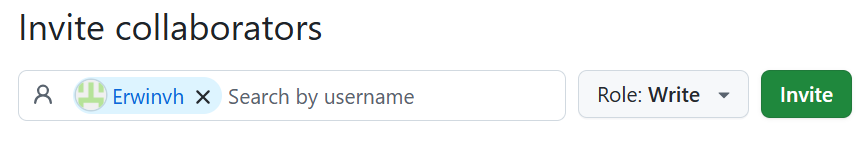 Invite collaborators
Erwinvh Search by username Role: Write Invite